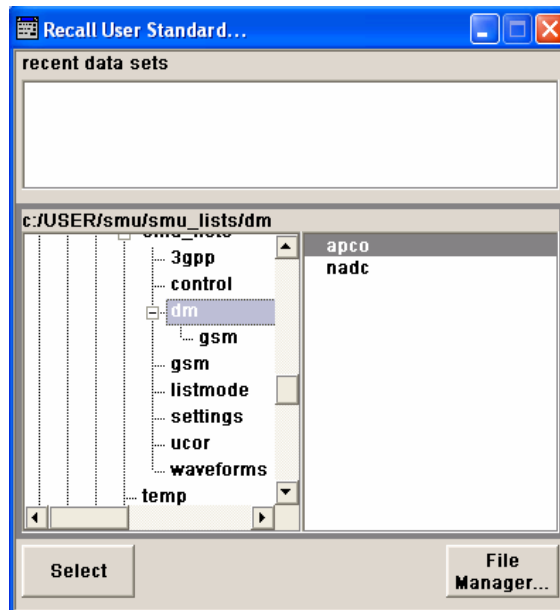 Recall User Standard...
recent data sets
c:/USER/smu/smu_lists/dm
smu_lists
3gpp
control
dm
gsm
gsm
listmode
settings
ucor
waveforms
temp
apco
nadc
Select
File
Manager...